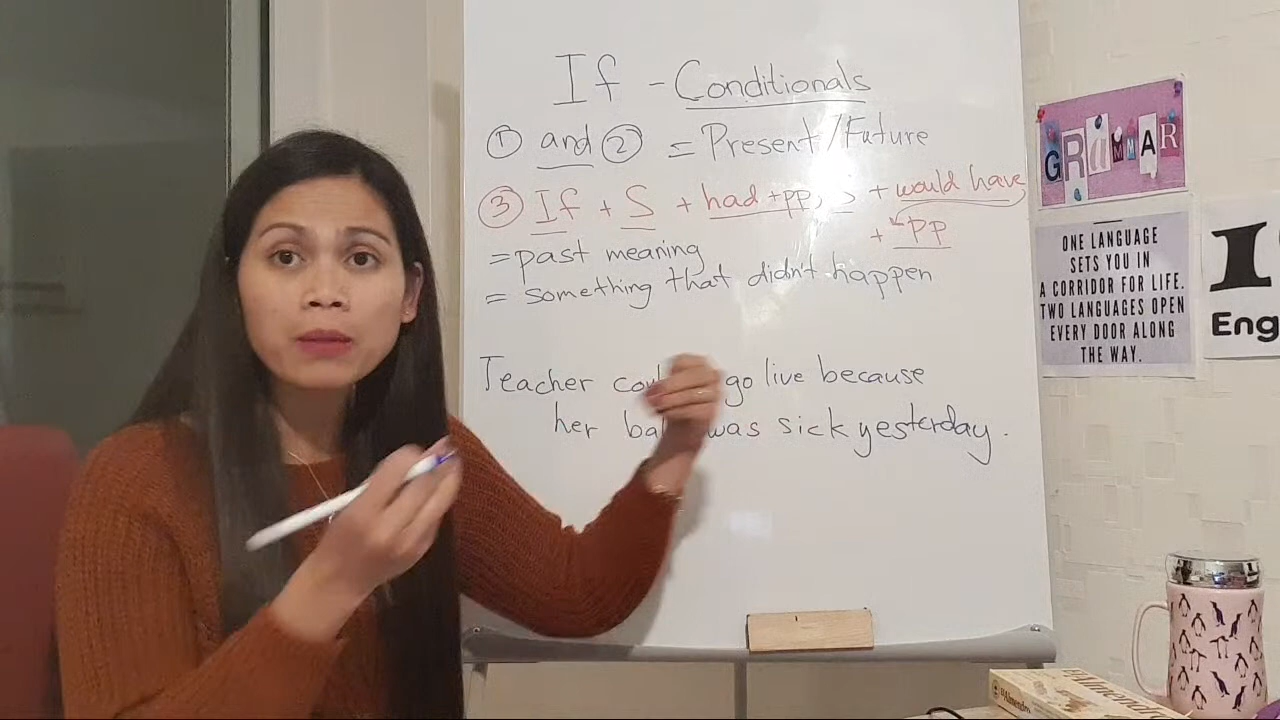 If - Conditionals
① and ② = Present/Future
③ If + S + had + pp, S + would have
+ pp
= past meaning
= something that didn't happen
Teacher go live because
her was sick yesterday.
GRAMMAR
ONE LANGUAGE
SETS YOU IN
A CORRIDOR FOR LIFE.
TWO LANGUAGES OPEN
EVERY DOOR ALONG
THE WAY.
I
Eng
El Almendro